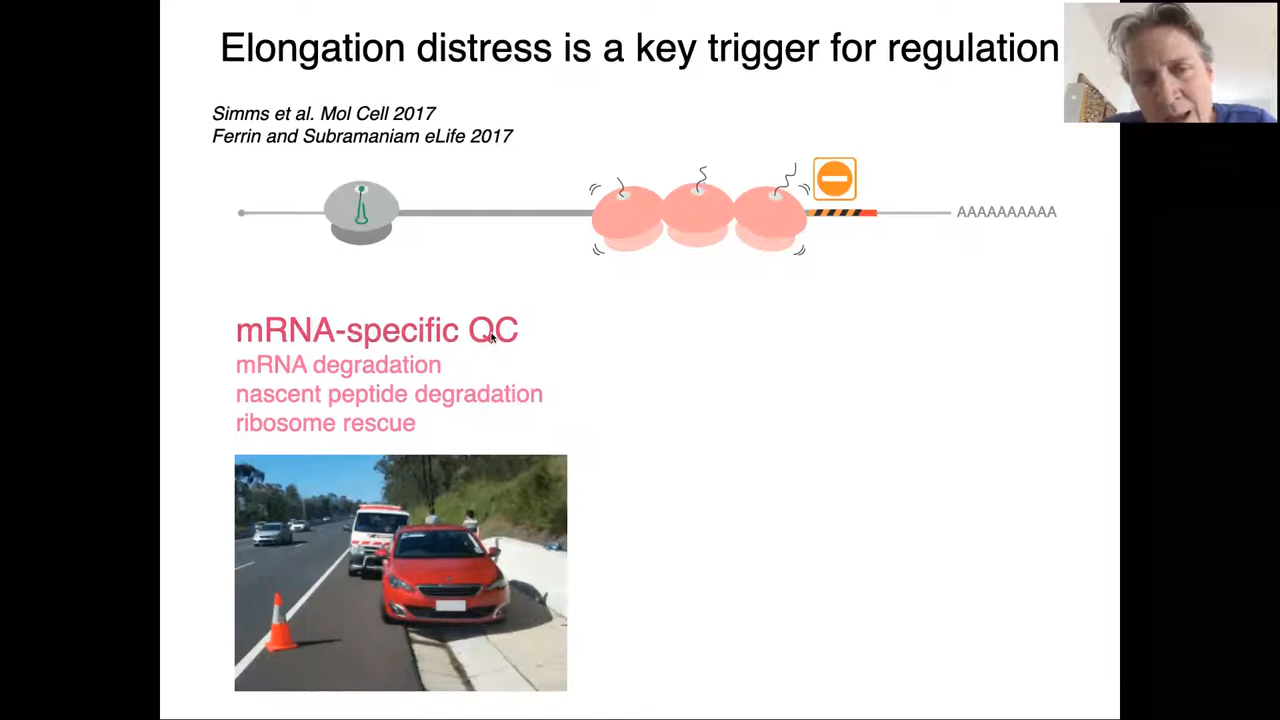 Elongation distress is a key trigger for regulation
Simms et al. Mol Cell 2017
Ferrin and Subramaniam eLife 2017
AAAAAAAAAA
mRNA-specific QC
mRNA degradation
nascent peptide degradation
ribosome rescue